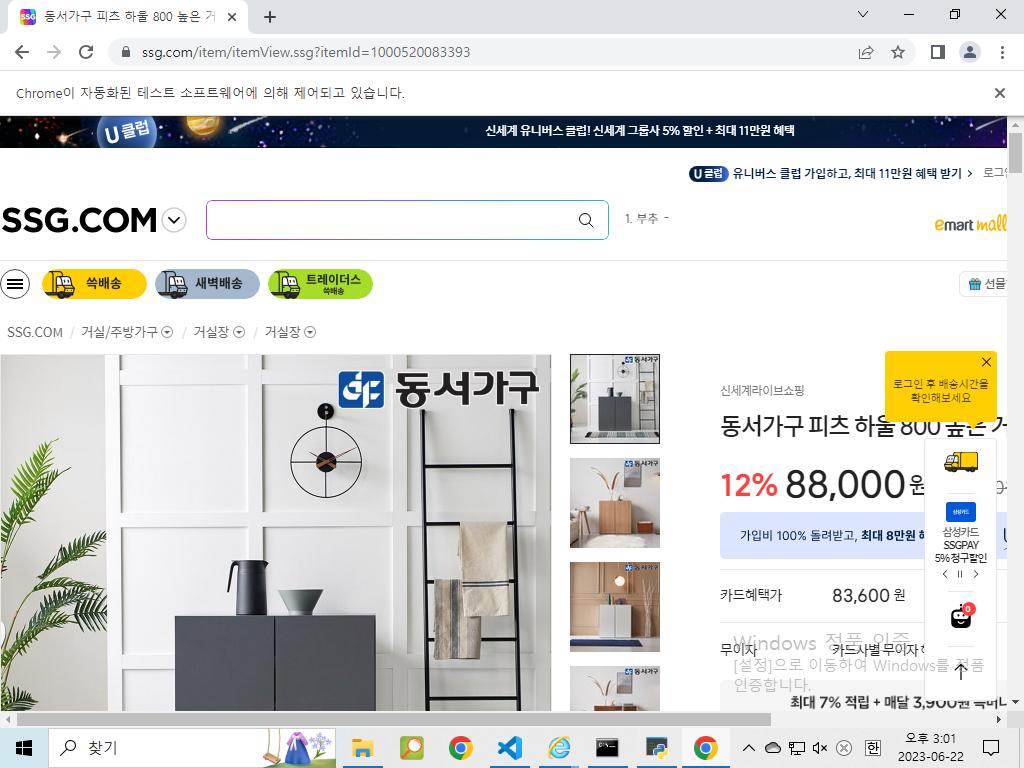 동서가구 피츠 하울 800 높은 거
ssg.com/item/itemView.ssg?itemId=1000520083393
Chrome이 자동화된 테스트 소프트웨어에 의해 제어되고 있습니다.
U 클럽
신세계 유니버스 클럽! 신세계 그룹사 5% 할인 + 최대 11만원 혜택
U 클럽 유니버스 클럽 가입하고, 최대 11만원 혜택 받기 >
SSG.COM
1. 부추 -
emart mall
쓱배송
새벽배송
트레이더스
쓱배송
선물
SSG.COM / 거실/주방가구 / 거실장 / 거실장
동서가구
로그인 후 배송시간을
확인해보세요
신세계라이브쇼핑
동서가구 피츠 하울 800 높은 거
12% 88,000원
가입비 100% 돌려받고, 최대 8만원
삼성카드
삼성카드
SSGPAY
5% 청구할인
카드혜택가 83,600 원
0
무이자 카드사별 무이자
Windows 정품 인증
[설정]으로 이동하여 Windows를 정품
인증합니다.
최대 7% 적립 + 매달 3,900원
찾기
한
오후 3:01
2023-06-22